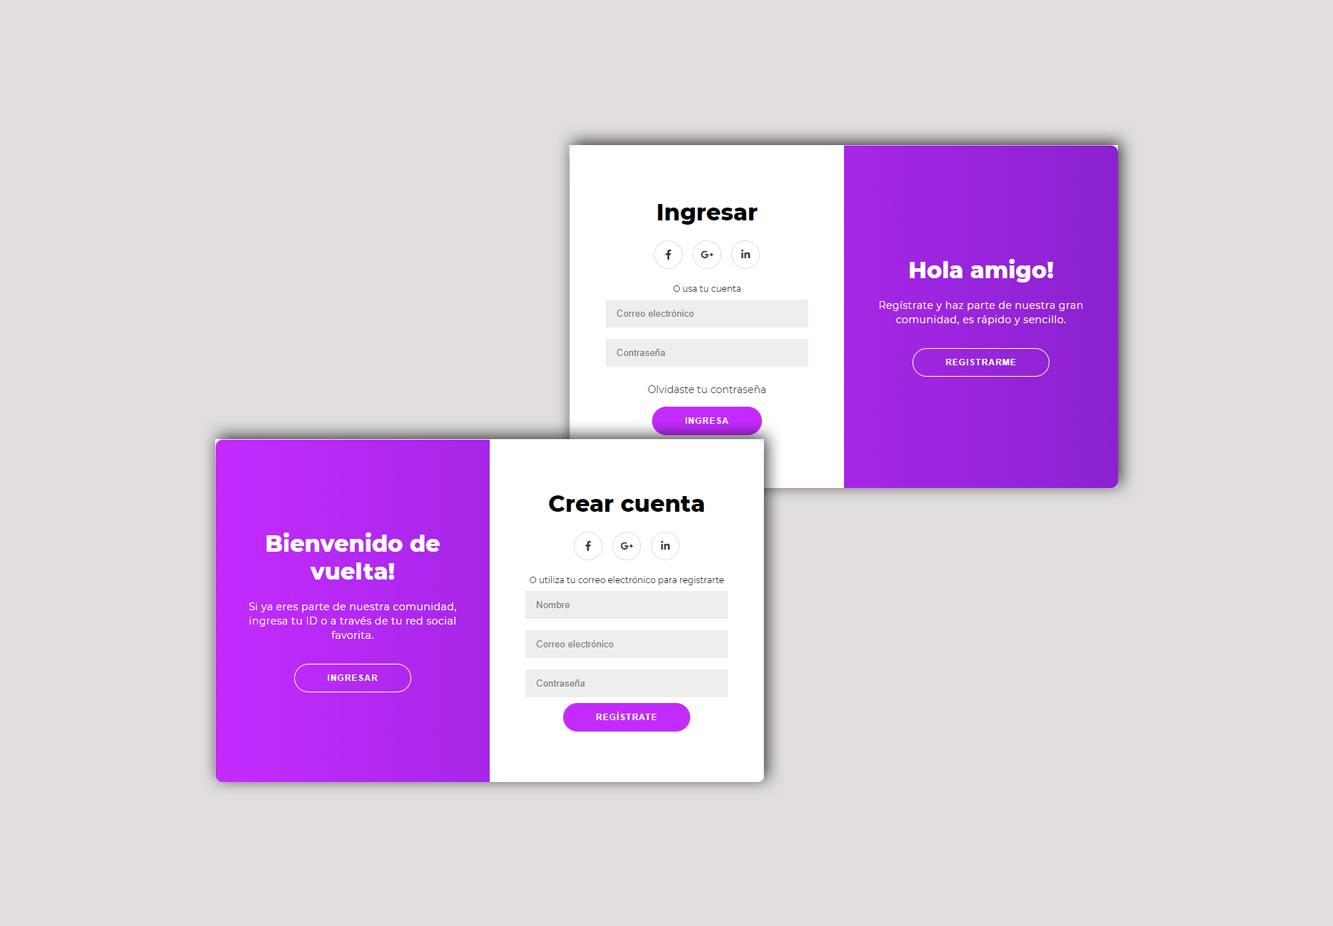 Ingresar
f
G+
in
O usa tu cuenta
Correo electrónico
Contraseña
Olvidaste tu contraseña
INGRESA
Hola amigo!
Regístrate y haz parte de nuestra gran
comunidad, es rápido y sencillo.
REGISTRARME
Bienvenido de
vuelta!
Si ya eres parte de nuestra comunidad,
ingresa tu ID o a través de tu red social
favorita.
INGRESAR
Crear cuenta
f
G+
in
O utiliza tu correo electrónico para registrarte
Nombre
Correo electrónico
Contraseña
REGÍSTRATE